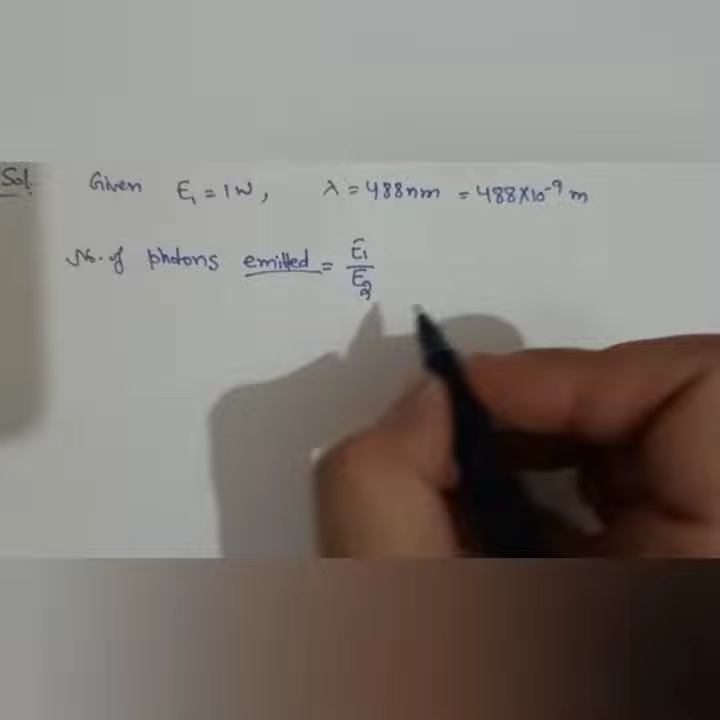 Sol. Given E₁ = 1W, λ = 488nm = 488×10⁻⁹ m
No. of photons emitted = E₁/E₂